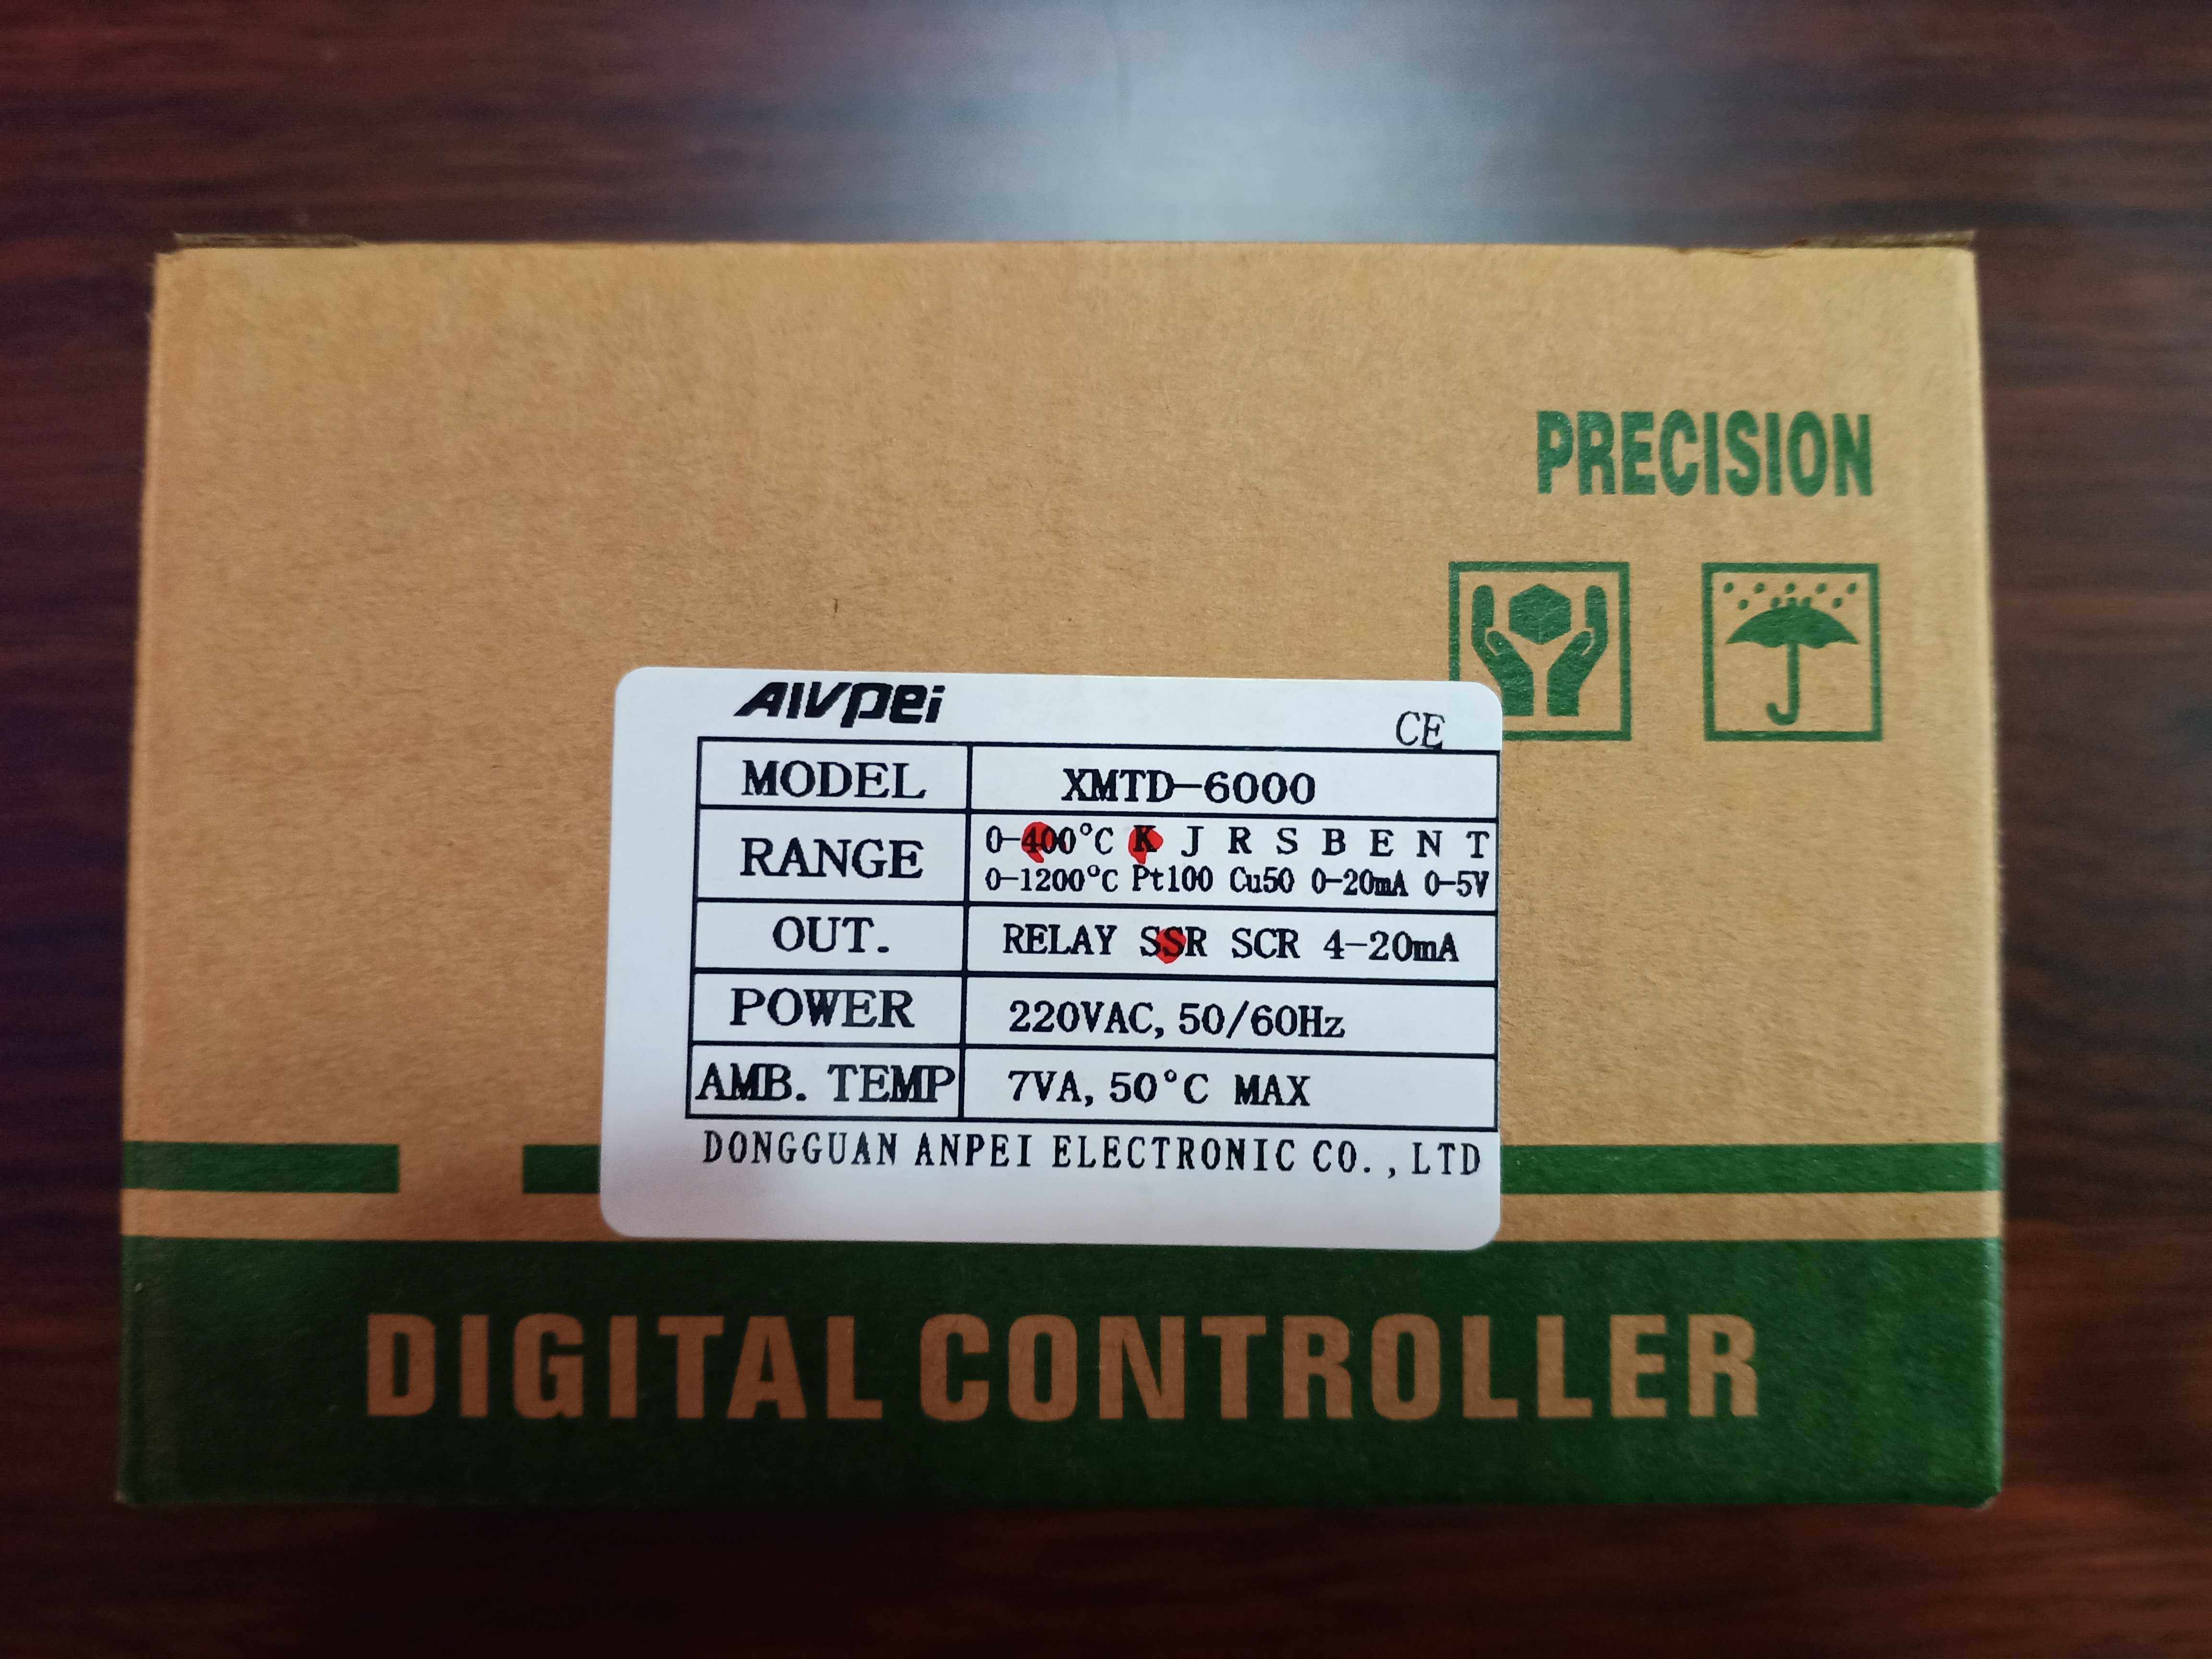 PRECISION
AIVPei
CE
MODEL XMTD-6000
RANGE 0-400°C K J R S B E N T
0-1200°C Pt100 Cu50 0-20mA 0-5V
OUT. RELAY SSR SCR 4-20mA
POWER 220VAC, 50/60Hz
AMB. TEMP 7VA, 50°C MAX
DONGGUAN ANPEI ELECTRONIC CO., LTD
DIGITAL CONTROLLER